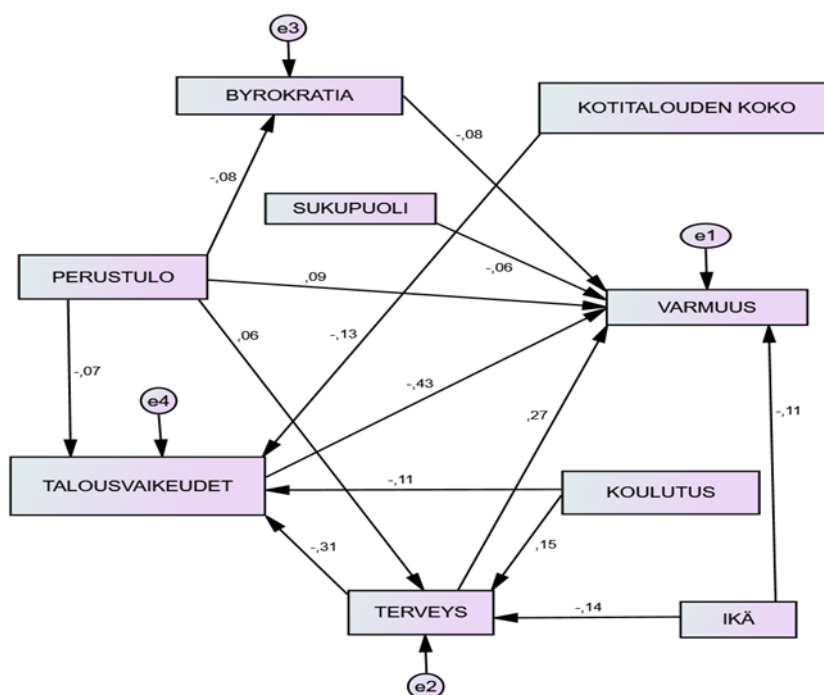 e3
BYROKRATIA
KOTITALOUDEN KOKO
-,08
-,08
SUKUPUOLI
e1
-,06
PERUSTULO
,09
VARMUUS
,06
-,13
-,07
-,43
e4
,27
-,11
TALOUSVAIKEUDET
-,11
KOULUTUS
-,31
,15
TERVEYS
-,14
IKÄ
e2